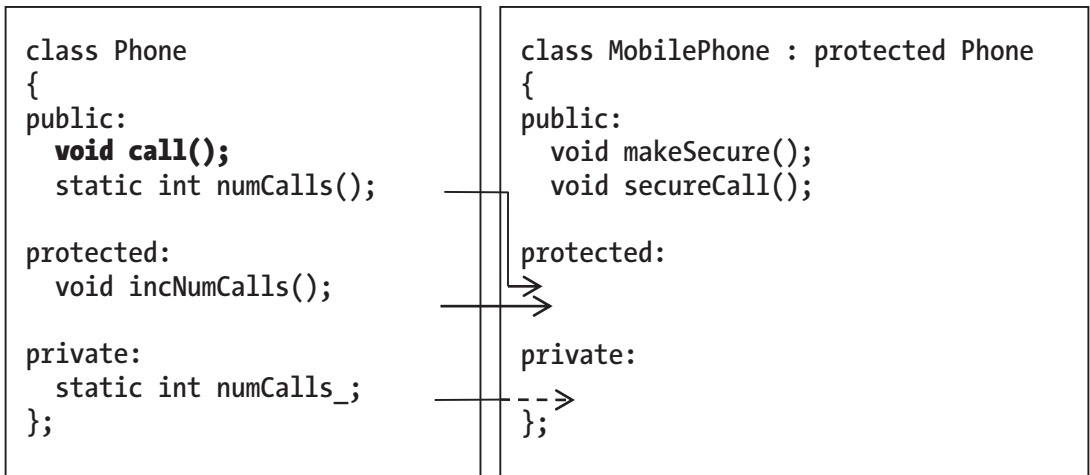 class Phone
{
public:
void call();
static int numCalls();
protected:
void incNumCalls();
private:
static int numCalls_;
};
class MobilePhone : protected Phone
{
public:
void makeSecure();
void secureCall();
protected:
private:
};